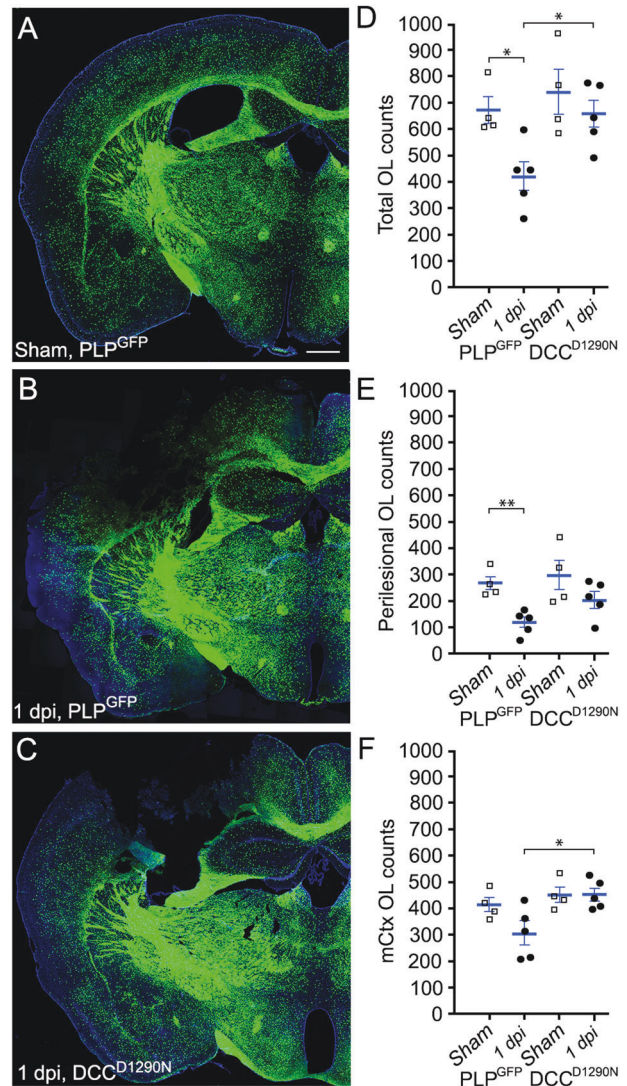 A
Sham, PLP^GFP
B
1 dpi, PLP^GFP
C
1 dpi, DCC^D1290N
D
Total OL counts
1000
900
800
700
600
500
400
300
200
100
0
*
*
Sham 1 dpi Sham 1 dpi
PLP^GFP DCC^D1290N
E
Perilesional OL counts
1000
900
800
700
600
500
400
300
200
100
0
**
Sham 1 dpi Sham 1 dpi
PLP^GFP DCC^D1290N
F
mCtx OL counts
1000
900
800
700
600
500
400
300
200
100
0
*
Sham 1 dpi Sham 1 dpi
PLP^GFP DCC^D1290N